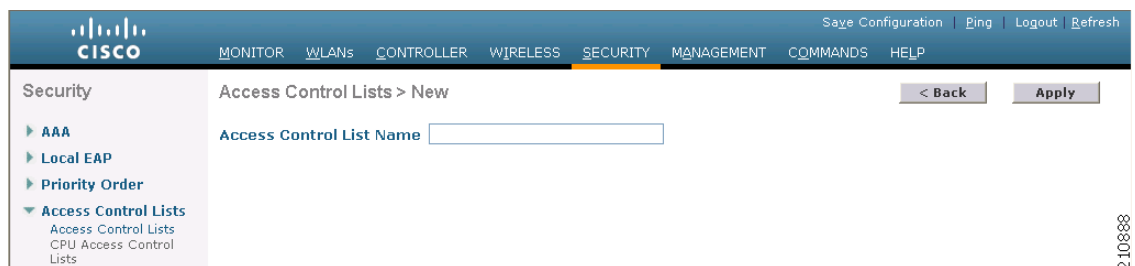 Save Configuration | Ping | Logout | Refresh
CISCO
MONITOR WLANs CONTROLLER WIRELESS SECURITY MANAGEMENT COMMANDS HELP
Security
Access Control Lists > New
< Back
Apply
AAA
Local EAP
Priority Order
Access Control Lists
Access Control Lists
CPU Access Control
Lists
Access Control List Name
210888